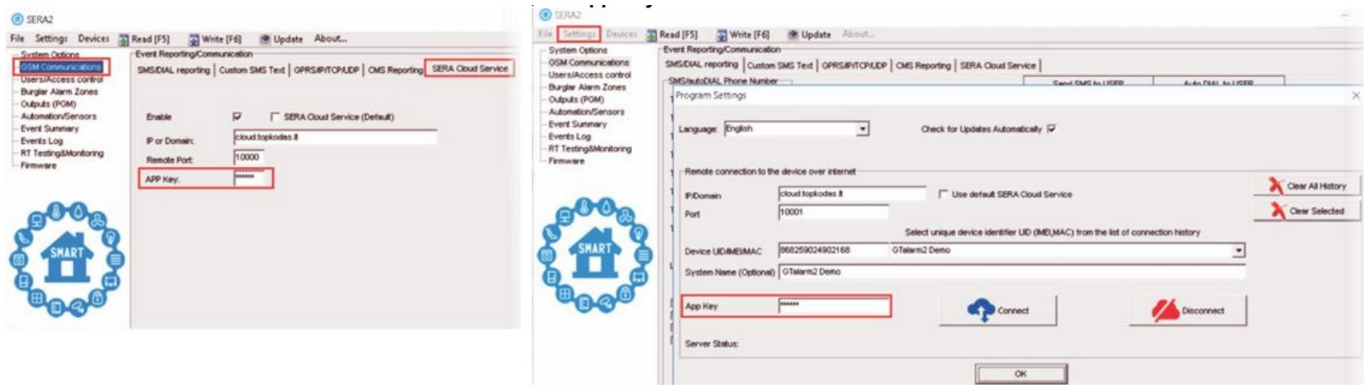 SERA2
File Settings Devices Read [F5] Write [F6] Update About...
System Options
GSM Communications
Users/Access control
Burglar Alarm Zones
Outputs (PGM)
Automation/Sensors
Event Summary
Events Log
RT Testing&Monitoring
Firmware
Event Reporting/Communication
SMS/DIAL reporting Custom SMS Text GPRS/IP/TCP/UDP CMS Reporting SERA Cloud Service
Enable SERA Cloud Service (Default)
IP or Domain: cloud.topkodas.lt
Remote Port: 10000
APP Key: *****
SMART
SERA2
File Settings Devices Read [F5] Write [F6] Update About...
System Options
GSM Communications
Users/Access control
Burglar Alarm Zones
Outputs (PGM)
Automation/Sensors
Event Summary
Events Log
RT Testing&Monitoring
Firmware
Event Reporting/Communication
SMS/DIAL reporting Custom SMS Text GPRS/IP/TCP/UDP CMS Reporting SERA Cloud Service
SMS/autoDIAL Phone Number Send SMS to USER Auto DIAL to USER
Program Settings
Language: English Check for Updates Automatically
Remote connection to the device over internet
IP/Domain cloud.topkodas.lt Use default SERA Cloud Service
Port 10001
Clear All History
Clear Selected
Select unique device identifier UID (IMEI,MAC) from the list of connection history
Device UID/IMEI/MAC 868259024902168 GTalarm2 Demo
System Name (Optional) GTalarm2 Demo
App Key ******
Connect
Disconnect
Server Status:
OK
SMART